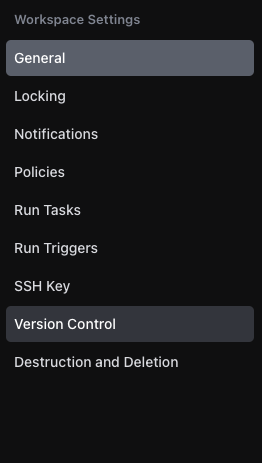 Workspace Settings
General
Locking
Notifications
Policies
Run Tasks
Run Triggers
SSH Key
Version Control
Destruction and Deletion